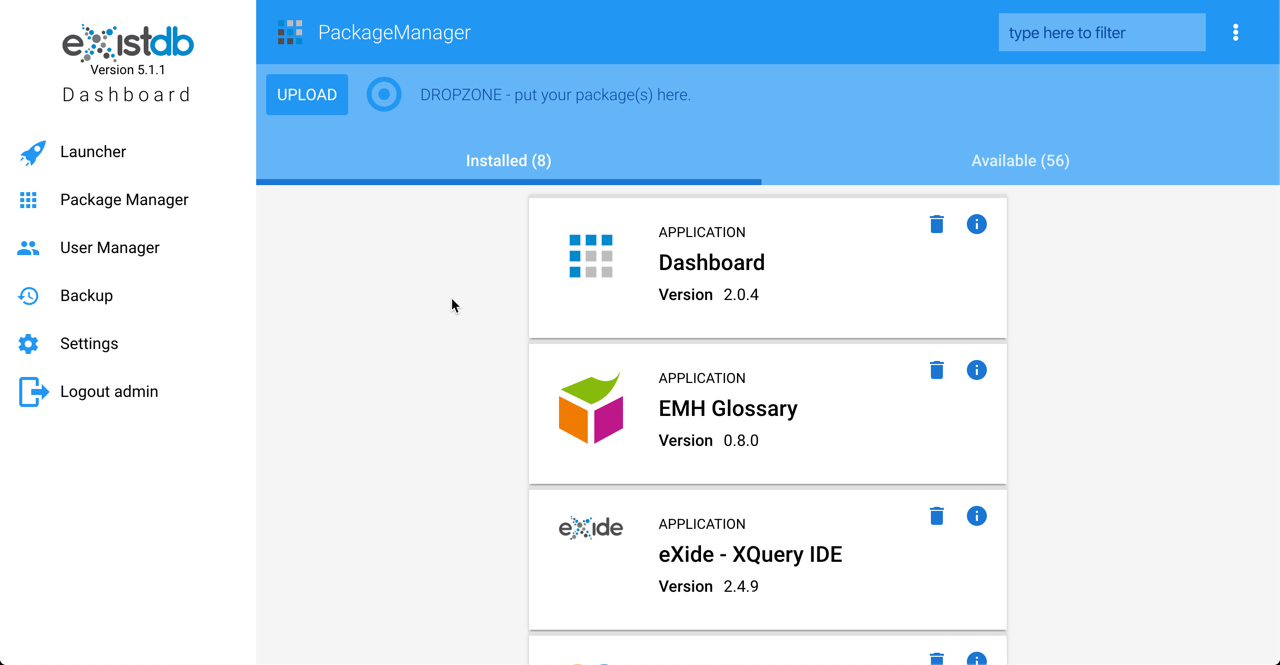 existdb
Version 5.1.1
Dashboard
Launcher
Package Manager
User Manager
Backup
Settings
Logout admin
PackageManager
type here to filter
UPLOAD
DROPZONE - put your package(s) here.
Installed (8)
Available (56)
APPLICATION
Dashboard
Version 2.0.4
APPLICATION
EMH Glossary
Version 0.8.0
eXide
APPLICATION
eXide - XQuery IDE
Version 2.4.9